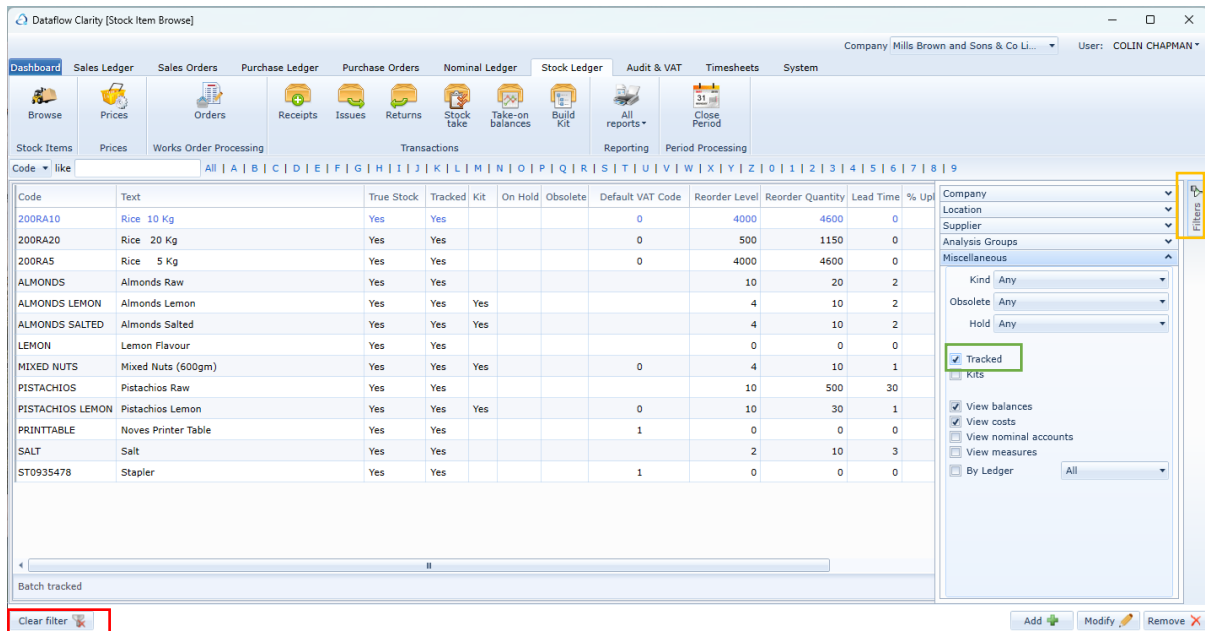 Dataflow Clarity [Stock Item Browse]
Company Mills Brown and Sons & Co Li... User: COLIN CHAPMAN
Dashboard Sales Ledger Sales Orders Purchase Ledger Purchase Orders Nominal Ledger Stock Ledger Audit & VAT Timesheets System
Browse Prices Orders Receipts Issues Returns Stock take Take-on balances Build Kit All reports 31 Close Period
Stock Items Prices Works Order Processing Transactions Reporting Period Processing
Code like All | A | B | C | D | E | F | G | H | I | J | K | L | M | N | O | P | Q | R | S | T | U | V | W | X | Y | Z | 0 | 1 | 2 | 3 | 4 | 5 | 6 | 7 | 8 | 9
Code Text True Stock Tracked Kit On Hold Obsolete Default VAT Code Reorder Level Reorder Quantity Lead Time % Upl
200RA10 Rice 10 Kg Yes Yes 0 4000 4600 0
200RA20 Rice 20 Kg Yes Yes 0 500 1150 0
200RA5 Rice 5 Kg Yes Yes 0 4000 4600 0
ALMONDS Almonds Raw Yes Yes 10 20 2
ALMONDS LEMON Almonds Lemon Yes Yes Yes 4 10 2
ALMONDS SALTED Almonds Salted Yes Yes Yes 4 10 2
LEMON Lemon Flavour Yes Yes 0 0 0
MIXED NUTS Mixed Nuts (600gm) Yes Yes Yes 0 4 10 1
PISTACHIOS Pistachios Raw Yes Yes 10 500 30
PISTACHIOS LEMON Pistachios Lemon Yes Yes Yes 0 10 30 1
PRINTTABLE Noves Printer Table Yes Yes 1 0 0 0
SALT Salt Yes Yes 2 10 3
ST0935478 Stapler Yes Yes 1 0 0 0
Batch tracked
Company
Location
Supplier
Analysis Groups
Miscellaneous
Kind Any
Obsolete Any
Hold Any
Tracked
Kits
View balances
View costs
View nominal accounts
View measures
By Ledger All
Filters
Clear filter Add Modify Remove